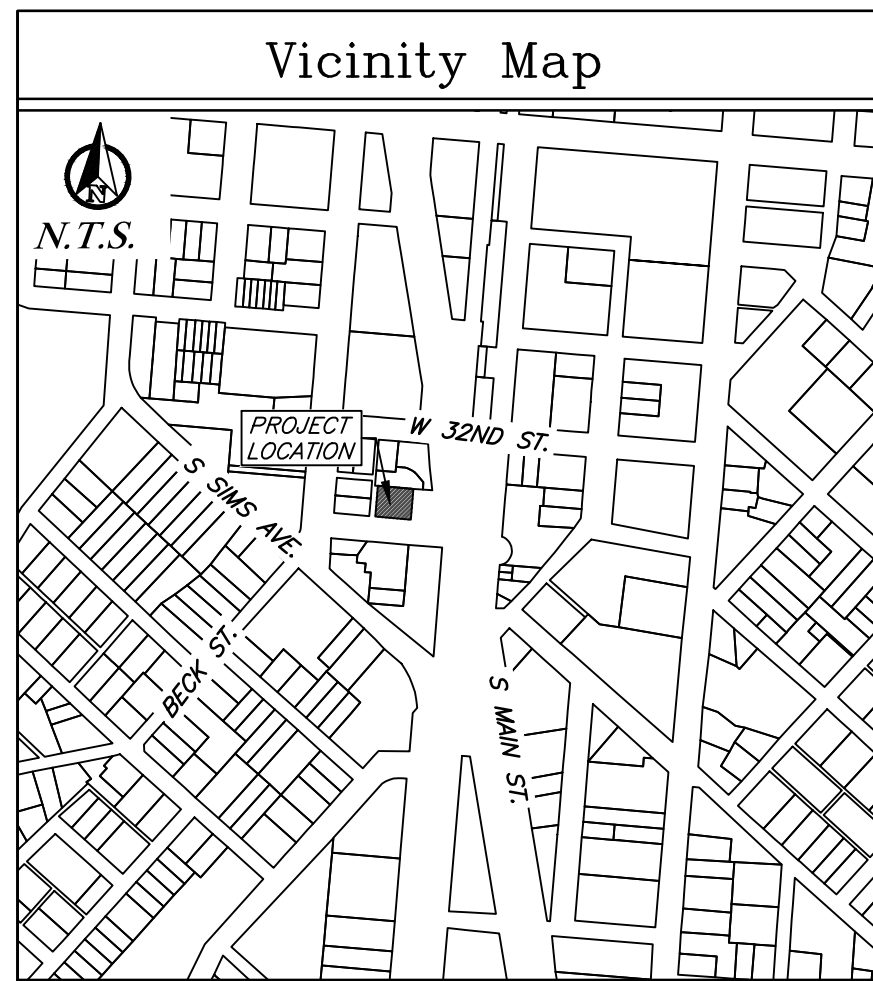 Vicinity Map
N
N.T.S.
PROJECT
LOCATION
W 32ND ST.
S SIMS AVE.
BECK ST.
S MAIN ST.